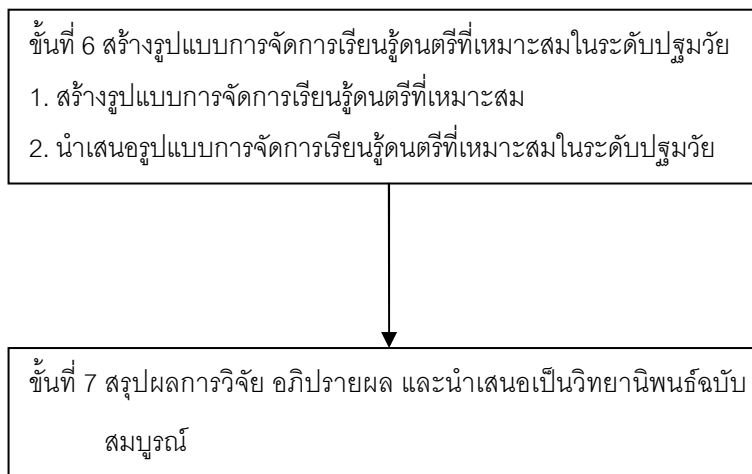 ขั้นที่ 6 สร้างรูปแบบการจัดการเรียนรู้ดนตรีที่เหมาะสมในระดับปฐมวัย
1. สร้างรูปแบบการจัดการเรียนรู้ดนตรีที่เหมาะสม
2. นำเสนอรูปแบบการจัดการเรียนรู้ดนตรีที่เหมาะสมในระดับปฐมวัย
ขั้นที่ 7 สรุปผลการวิจัย อภิปรายผล และนำเสนอเป็นวิทยานิพนธ์ฉบับ
สมบูรณ์